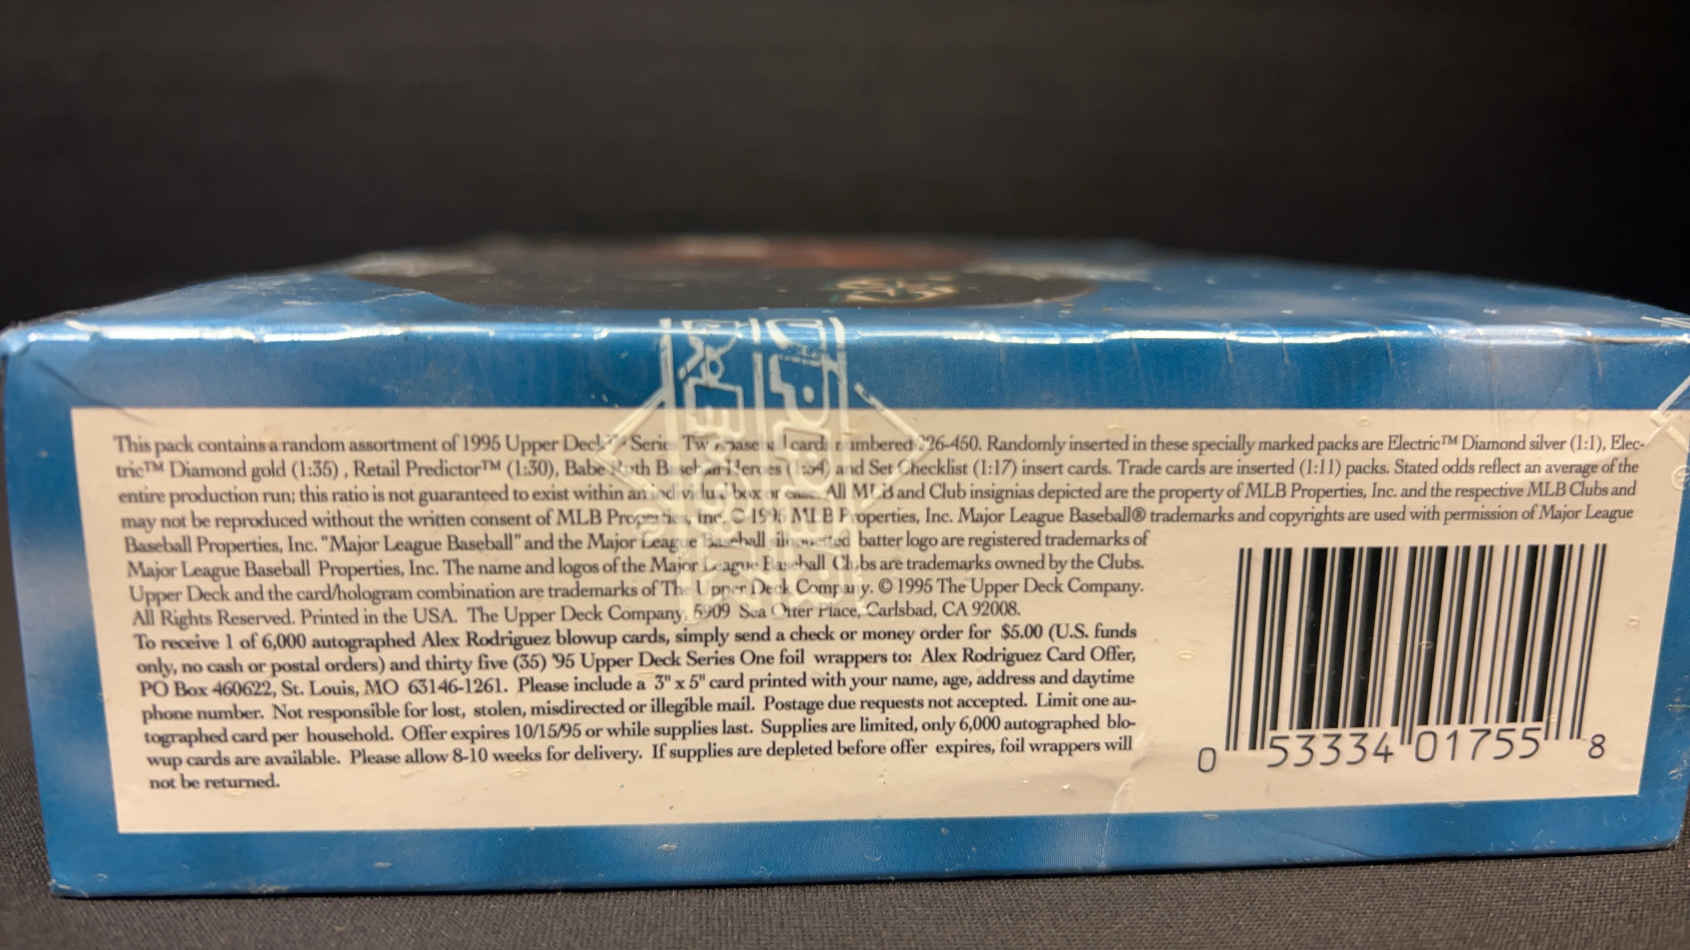 This pack contains a random assortment of 1995 Upper Deck Serie Tw base card numbered 226-450. Randomly inserted in these specially marked packs are Electric™ Diamond silver (1:1), Elec-
tric™ Diamond gold (1:35) , Retail Predictor™ (1:30), Babe Ruth Baseball Heroes (1:34) and Set Checklist (1:17) insert cards. Trade cards are inserted (1:11) packs. Stated odds reflect an average of the
entire production run; this ratio is not guaranteed to exist within an individual box or case. All MLB and Club insignias depicted are the property of MLB Properties, Inc. and the respective MLB Clubs and
may not be reproduced without the written consent of MLB Properties, Inc. © 1995 MLB Properties, Inc. Major League Baseball® trademarks and copyrights are used with permission of Major League
Baseball Properties, Inc. "Major League Baseball" and the Major League Baseball silhouetted batter logo are registered trademarks of
Major League Baseball Properties, Inc. The name and logos of the Major League Baseball Clubs are trademarks owned by the Clubs.
Upper Deck and the card/hologram combination are trademarks of The Upper Deck Company. © 1995 The Upper Deck Company.
All Rights Reserved. Printed in the USA. The Upper Deck Company, 5909 Sea Otter Place, Carlsbad, CA 92008.
To receive 1 of 6,000 autographed Alex Rodriguez blowup cards, simply send a check or money order for $5.00 (U.S. funds
only, no cash or postal orders) and thirty five (35) '95 Upper Deck Series One foil wrappers to: Alex Rodriguez Card Offer,
PO Box 460622, St. Louis, MO 63146-1261. Please include a 3" x 5" card printed with your name, age, address and daytime
phone number. Not responsible for lost, stolen, misdirected or illegible mail. Postage due requests not accepted. Limit one au-
tographed card per household. Offer expires 10/15/95 or while supplies last. Supplies are limited, only 6,000 autographed blo-
wup cards are available. Please allow 8-10 weeks for delivery. If supplies are depleted before offer expires, foil wrappers will
not be returned.
0 53334 01755 8